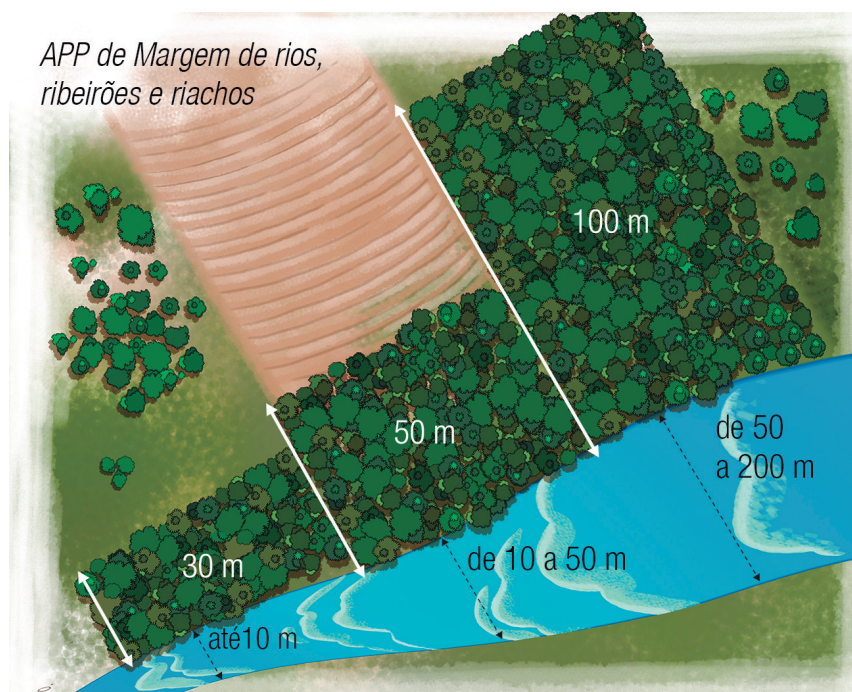 APP de Margem de rios,
ribeirões e riachos
100 m
50 m
30 m
de 50
a 200 m
de 10 a 50 m
até10 m